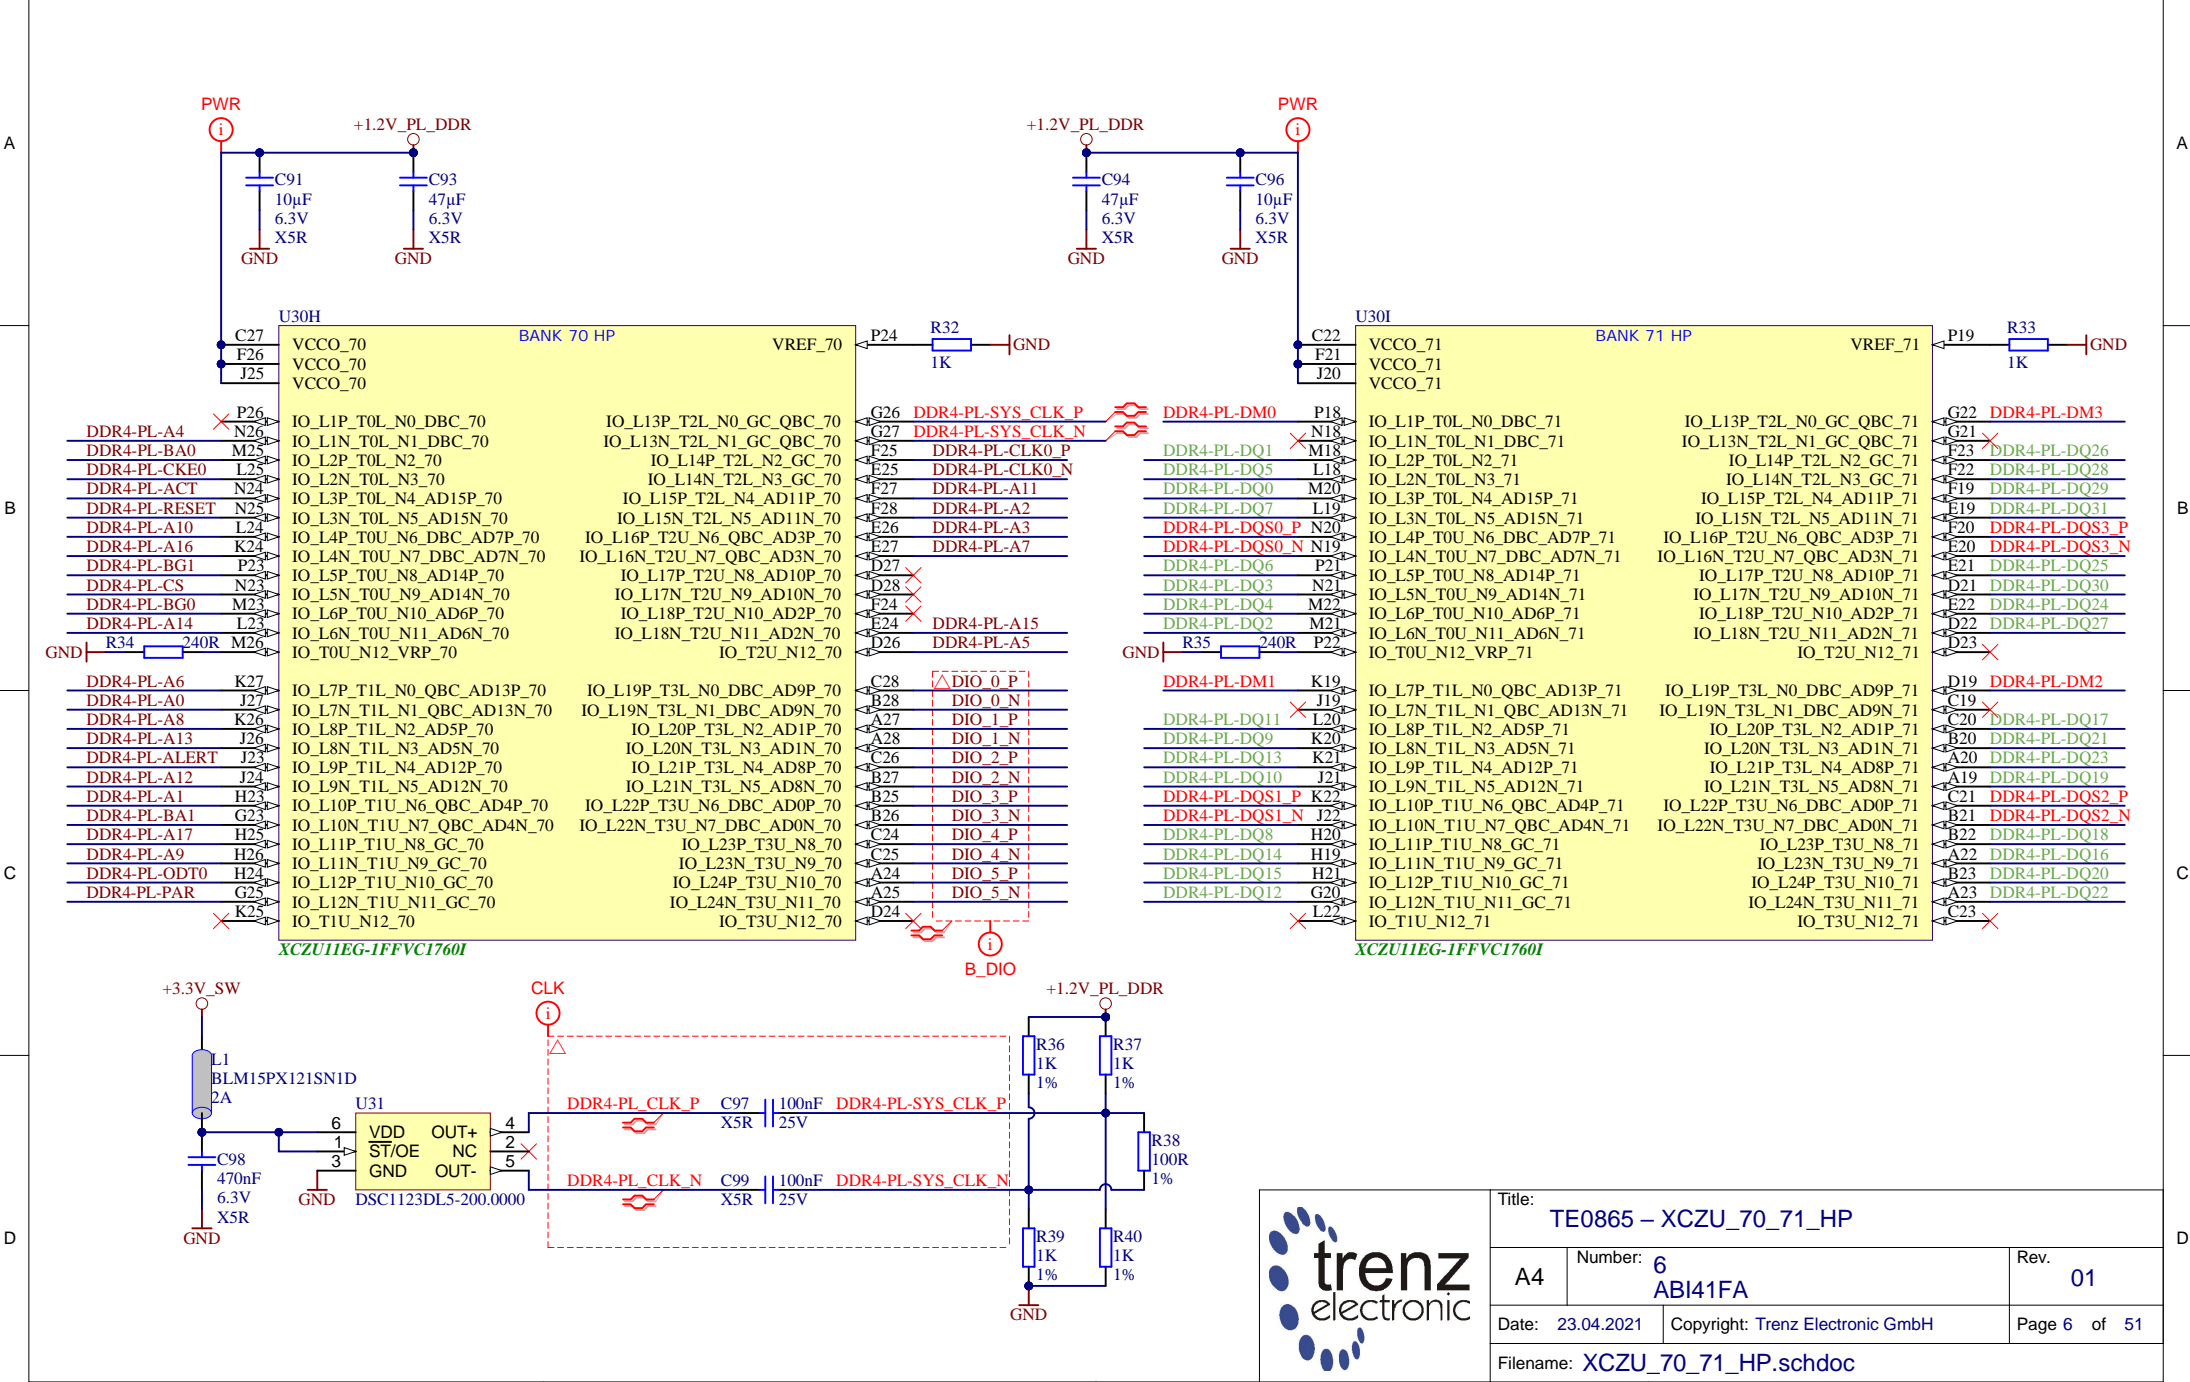 PWR
+1.2V_PL_DDR
C91
10µF
6.3V
X5R
GND
C93
47µF
6.3V
X5R
GND
+1.2V_PL_DDR
PWR
C94
47µF
6.3V
X5R
GND
C96
10µF
6.3V
X5R
GND
A
A
B
B
C
C
D
D
U30H
BANK 70 HP
C27 VCCO_70 VREF_70 P24 R32 1K GND
F26 VCCO_70
J25 VCCO_70
P26 IO_L1P_T0L_N0_DBC_70 IO_L13P_T2L_N0_GC_QBC_70 G26 DDR4-PL-SYS_CLK_P
DDR4-PL-A4 N26 IO_L1N_T0L_N1_DBC_70 IO_L13N_T2L_N1_GC_QBC_70 G27 DDR4-PL-SYS_CLK_N
DDR4-PL-BA0 M25 IO_L2P_T0L_N2_70 IO_L14P_T2L_N2_GC_70 F25 DDR4-PL-CLK0_P
DDR4-PL-CKE0 L25 IO_L2N_T0L_N3_70 IO_L14N_T2L_N3_GC_70 E25 DDR4-PL-CLK0_N
DDR4-PL-ACT N24 IO_L3P_T0L_N4_AD15P_70 IO_L15P_T2L_N4_AD11P_70 F27 DDR4-PL-A11
DDR4-PL-RESET N25 IO_L3N_T0L_N5_AD15N_70 IO_L15N_T2L_N5_AD11N_70 F28 DDR4-PL-A2
DDR4-PL-A10 L24 IO_L4P_T0U_N6_DBC_AD7P_70 IO_L16P_T2U_N6_QBC_AD3P_70 E26 DDR4-PL-A3
DDR4-PL-A16 K24 IO_L4N_T0U_N7_DBC_AD7N_70 IO_L16N_T2U_N7_QBC_AD3N_70 E27 DDR4-PL-A7
DDR4-PL-BG1 P23 IO_L5P_T0U_N8_AD14P_70 IO_L17P_T2U_N8_AD10P_70 D27
DDR4-PL-CS N23 IO_L5N_T0U_N9_AD14N_70 IO_L17N_T2U_N9_AD10N_70 D28
DDR4-PL-BG0 M23 IO_L6P_T0U_N10_AD6P_70 IO_L18P_T2U_N10_AD2P_70 F24
DDR4-PL-A14 L23 IO_L6N_T0U_N11_AD6N_70 IO_L18N_T2U_N11_AD2N_70 E24 DDR4-PL-A15
GND R34 240R M26 IO_T0U_N12_VRP_70 IO_T2U_N12_70 D26 DDR4-PL-A5
DDR4-PL-A6 K27 IO_L7P_T1L_N0_QBC_AD13P_70 IO_L19P_T3L_N0_DBC_AD9P_70 C28 DIO_0_P
DDR4-PL-A0 J27 IO_L7N_T1L_N1_QBC_AD13N_70 IO_L19N_T3L_N1_DBC_AD9N_70 B28 DIO_0_N
DDR4-PL-A8 K26 IO_L8P_T1L_N2_AD5P_70 IO_L20P_T3L_N2_AD1P_70 A27 DIO_1_P
DDR4-PL-A13 J26 IO_L8N_T1L_N3_AD5N_70 IO_L20N_T3L_N3_AD1N_70 A28 DIO_1_N
DDR4-PL-ALERT J23 IO_L9P_T1L_N4_AD12P_70 IO_L21P_T3L_N4_AD8P_70 C26 DIO_2_P
DDR4-PL-A12 J24 IO_L9N_T1L_N5_AD12N_70 IO_L21N_T3L_N5_AD8N_70 B27 DIO_2_N
DDR4-PL-A1 H23 IO_L10P_T1U_N6_QBC_AD4P_70 IO_L22P_T3U_N6_DBC_AD0P_70 B25 DIO_3_P
DDR4-PL-BA1 G23 IO_L10N_T1U_N7_QBC_AD4N_70 IO_L22N_T3U_N7_DBC_AD0N_70 B26 DIO_3_N
DDR4-PL-A17 H25 IO_L11P_T1U_N8_GC_70 IO_L23P_T3U_N8_70 C24 DIO_4_P
DDR4-PL-A9 H26 IO_L11N_T1U_N9_GC_70 IO_L23N_T3U_N9_70 C25 DIO_4_N
DDR4-PL-ODT0 H24 IO_L12P_T1U_N10_GC_70 IO_L24P_T3U_N10_70 A24 DIO_5_P
DDR4-PL-PAR G25 IO_L12N_T1U_N11_GC_70 IO_L24N_T3U_N11_70 A25 DIO_5_N
K25 IO_T1U_N12_70 IO_T3U_N12_70 D24
XCZU11EG-1FFVC1760I
B_DIO
U30I
BANK 71 HP
C22 VCCO_71 VREF_71 P19 R33 1K GND
F21 VCCO_71
J20 VCCO_71
DDR4-PL-DM0 P18 IO_L1P_T0L_N0_DBC_71 IO_L13P_T2L_N0_GC_QBC_71 G22 DDR4-PL-DM3
N18 IO_L1N_T0L_N1_DBC_71 IO_L13N_T2L_N1_GC_QBC_71 G21
DDR4-PL-DQ1 M18 IO_L2P_T0L_N2_71 IO_L14P_T2L_N2_GC_71 F23 DDR4-PL-DQ26
DDR4-PL-DQ5 L18 IO_L2N_T0L_N3_71 IO_L14N_T2L_N3_GC_71 F22 DDR4-PL-DQ28
DDR4-PL-DQ0 M20 IO_L3P_T0L_N4_AD15P_71 IO_L15P_T2L_N4_AD11P_71 F19 DDR4-PL-DQ29
DDR4-PL-DQ7 L19 IO_L3N_T0L_N5_AD15N_71 IO_L15N_T2L_N5_AD11N_71 E19 DDR4-PL-DQ31
DDR4-PL-DQS0_P N20 IO_L4P_T0U_N6_DBC_AD7P_71 IO_L16P_T2U_N6_QBC_AD3P_71 F20 DDR4-PL-DQS3_P
DDR4-PL-DQS0_N N19 IO_L4N_T0U_N7_DBC_AD7N_71 IO_L16N_T2U_N7_QBC_AD3N_71 E20 DDR4-PL-DQS3_N
DDR4-PL-DQ6 P21 IO_L5P_T0U_N8_AD14P_71 IO_L17P_T2U_N8_AD10P_71 E21 DDR4-PL-DQ25
DDR4-PL-DQ3 N21 IO_L5N_T0U_N9_AD14N_71 IO_L17N_T2U_N9_AD10N_71 D21 DDR4-PL-DQ30
DDR4-PL-DQ4 M22 IO_L6P_T0U_N10_AD6P_71 IO_L18P_T2U_N10_AD2P_71 E22 DDR4-PL-DQ24
DDR4-PL-DQ2 M21 IO_L6N_T0U_N11_AD6N_71 IO_L18N_T2U_N11_AD2N_71 D22 DDR4-PL-DQ27
GND R35 240R P22 IO_T0U_N12_VRP_71 IO_T2U_N12_71 D23
DDR4-PL-DM1 K19 IO_L7P_T1L_N0_QBC_AD13P_71 IO_L19P_T3L_N0_DBC_AD9P_71 D19 DDR4-PL-DM2
J19 IO_L7N_T1L_N1_QBC_AD13N_71 IO_L19N_T3L_N1_DBC_AD9N_71 C19
DDR4-PL-DQ11 L20 IO_L8P_T1L_N2_AD5P_71 IO_L20P_T3L_N2_AD1P_71 C20 DDR4-PL-DQ17
DDR4-PL-DQ9 K20 IO_L8N_T1L_N3_AD5N_71 IO_L20N_T3L_N3_AD1N_71 B20 DDR4-PL-DQ21
DDR4-PL-DQ13 K21 IO_L9P_T1L_N4_AD12P_71 IO_L21P_T3L_N4_AD8P_71 A20 DDR4-PL-DQ23
DDR4-PL-DQ10 J21 IO_L9N_T1L_N5_AD12N_71 IO_L21N_T3L_N5_AD8N_71 A19 DDR4-PL-DQ19
DDR4-PL-DQS1_P K22 IO_L10P_T1U_N6_QBC_AD4P_71 IO_L22P_T3U_N6_DBC_AD0P_71 C21 DDR4-PL-DQS2_P
DDR4-PL-DQS1_N J22 IO_L10N_T1U_N7_QBC_AD4N_71 IO_L22N_T3U_N7_DBC_AD0N_71 B21 DDR4-PL-DQS2_N
DDR4-PL-DQ8 H20 IO_L11P_T1U_N8_GC_71 IO_L23P_T3U_N8_71 B22 DDR4-PL-DQ18
DDR4-PL-DQ14 H19 IO_L11N_T1U_N9_GC_71 IO_L23N_T3U_N9_71 A22 DDR4-PL-DQ16
DDR4-PL-DQ15 H21 IO_L12P_T1U_N10_GC_71 IO_L24P_T3U_N10_71 B23 DDR4-PL-DQ20
DDR4-PL-DQ12 G20 IO_L12N_T1U_N11_GC_71 IO_L24N_T3U_N11_71 A23 DDR4-PL-DQ22
L22 IO_T1U_N12_71 IO_T3U_N12_71 C23
XCZU11EG-1FFVC1760I
+3.3V_SW
L1
BLM15PX121SN1D
2A
C98
470nF
6.3V
X5R
GND
U31
6 VDD OUT+ 4
1 ST/OE NC 2
3 GND OUT- 5
GND
DSC1123DL5-200.0000
CLK
DDR4-PL_CLK_P C97 100nF DDR4-PL-SYS_CLK_P
X5R 25V
DDR4-PL_CLK_N C99 100nF DDR4-PL-SYS_CLK_N
X5R 25V
+1.2V_PL_DDR
R36
1K
1%
R37
1K
1%
R38
100R
1%
R39
1K
1%
R40
1K
1%
GND
trenz
electronic
Title:
TE0865 – XCZU_70_71_HP
A4
Number: 6
ABI41FA
Rev.
01
Date: 23.04.2021 Copyright: Trenz Electronic GmbH Page 6 of 51
Filename: XCZU_70_71_HP.schdoc